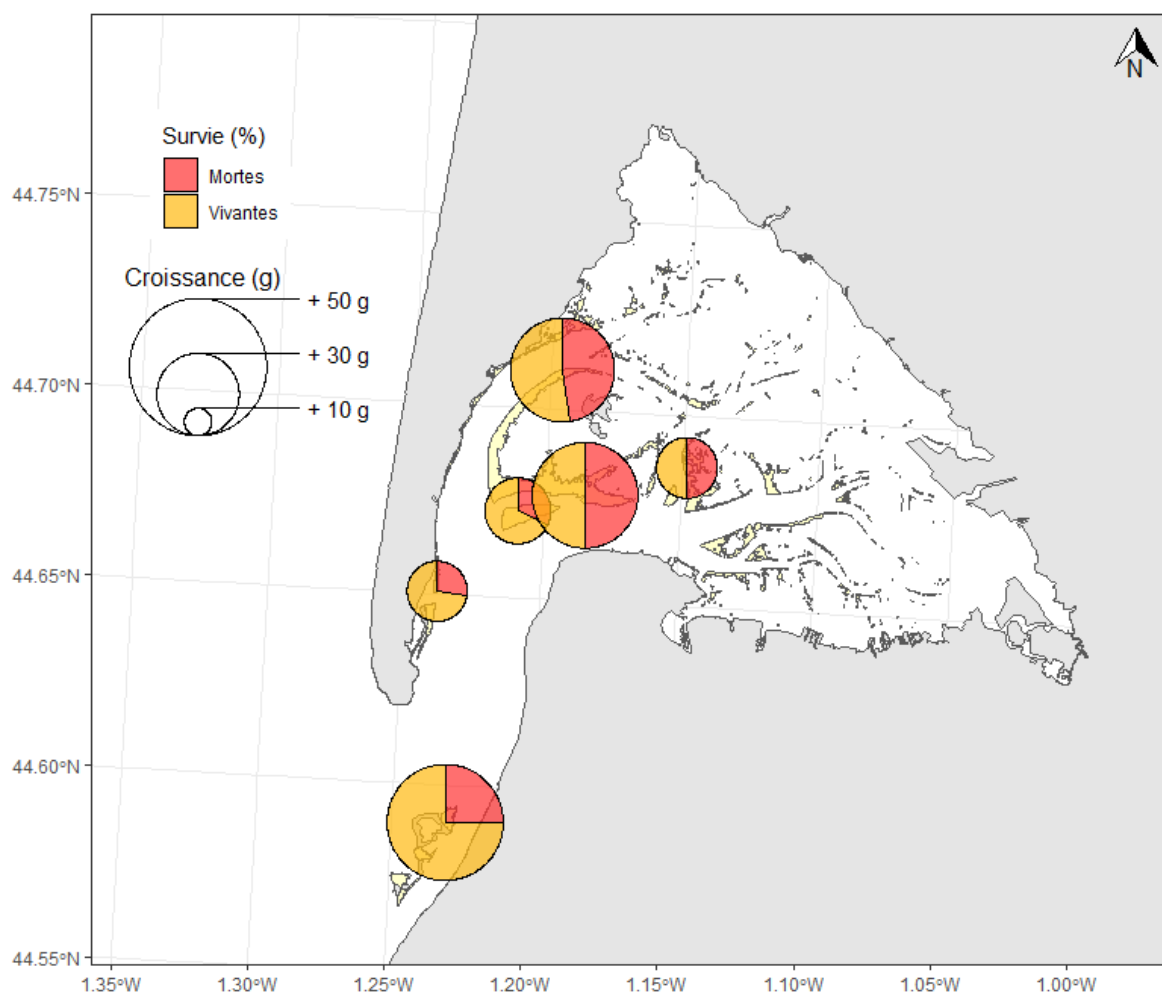 N
Survie (%)
Mortes
Vivantes
Croissance (g)
+ 50 g
+ 30 g
+ 10 g
44.75°N
44.70°N
44.65°N
44.60°N
44.55°N
1.35°W 1.30°W 1.25°W 1.20°W 1.15°W 1.10°W 1.05°W 1.00°W